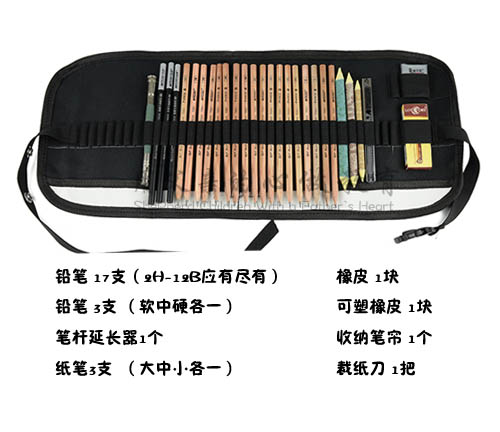 铅笔 17支（2H-12B应有尽有）
橡皮 1块
铅笔 3支 （软中硬各一）
可塑橡皮 1块
笔杆延长器1个
收纳笔帘 1个
纸笔3支 （大中小各一）
裁纸刀 1把